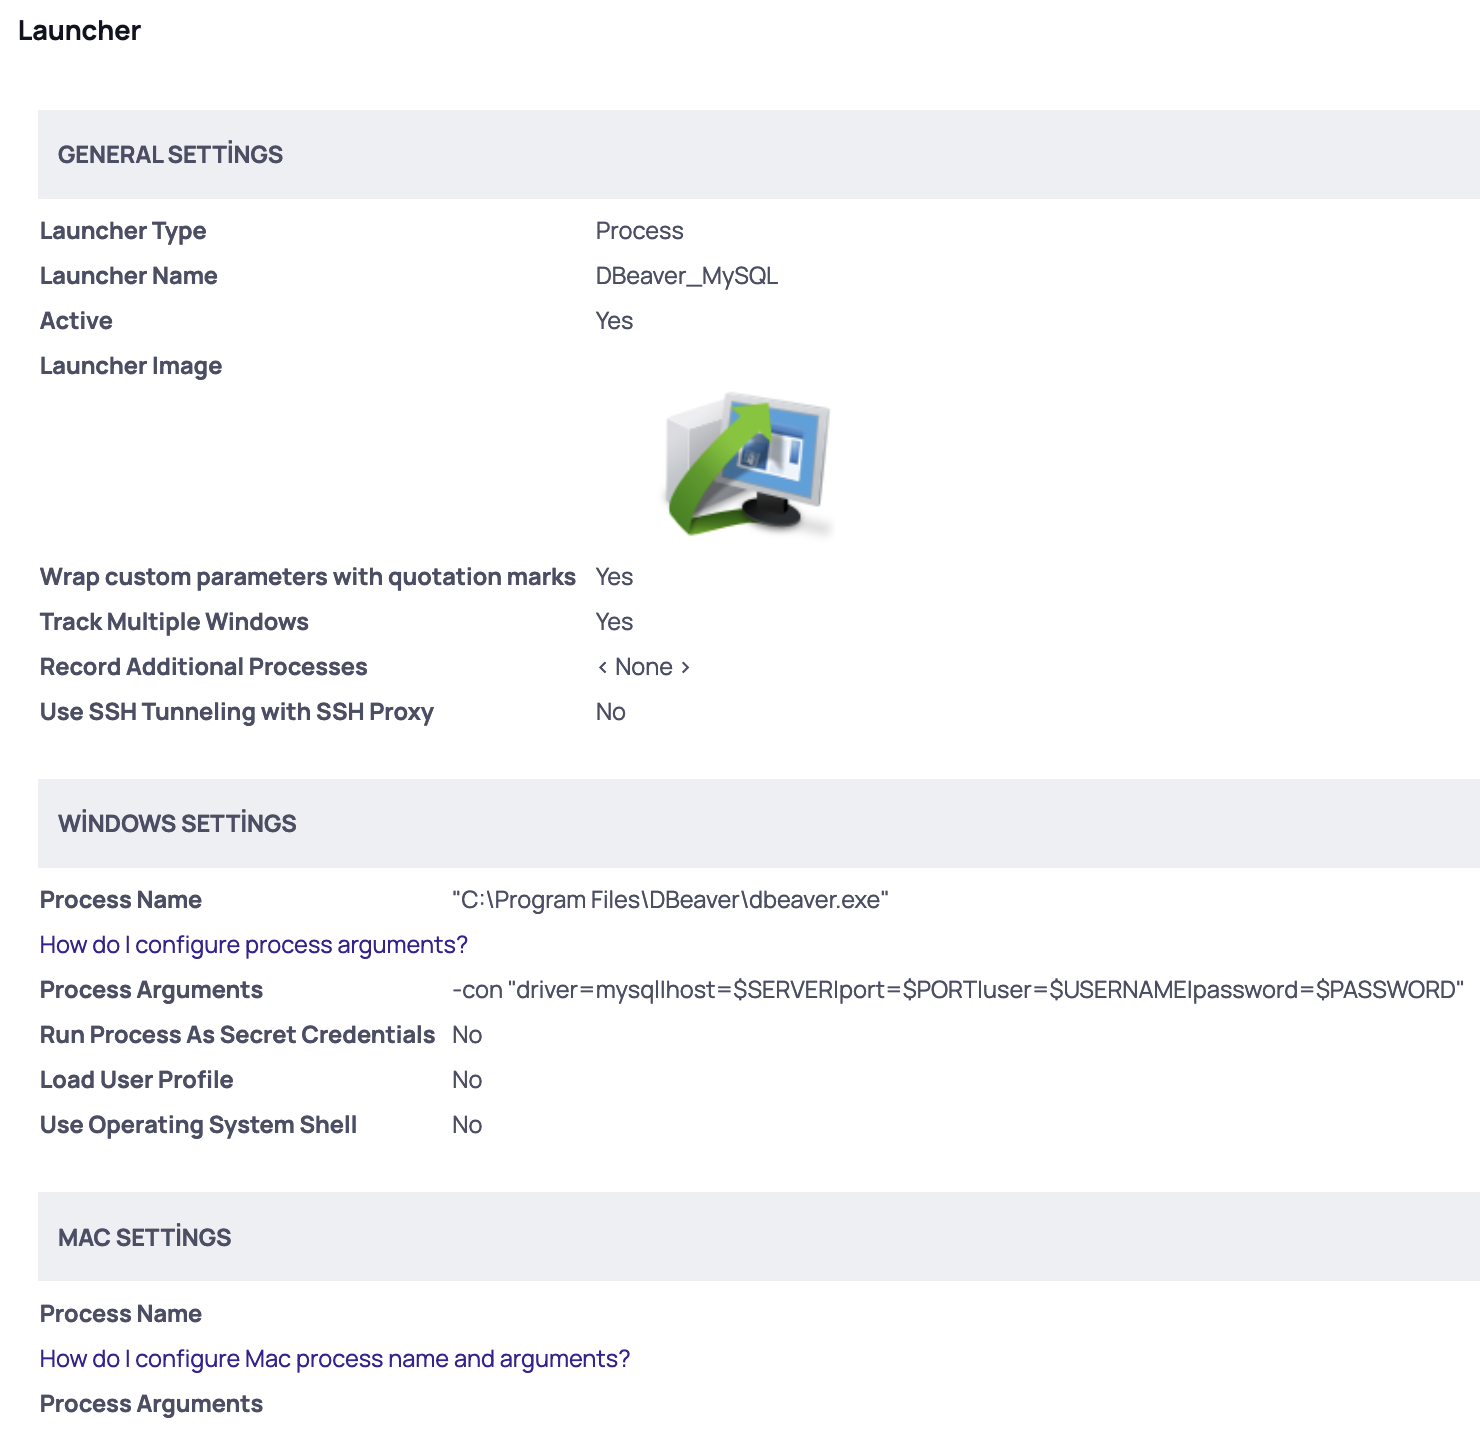 Launcher
GENERAL SETTİNGS
Launcher Type Process
Launcher Name DBeaver_MySQL
Active Yes
Launcher Image
Wrap custom parameters with quotation marks Yes
Track Multiple Windows Yes
Record Additional Processes < None >
Use SSH Tunneling with SSH Proxy No
WİNDOWS SETTİNGS
Process Name "C:\Program Files\DBeaver\dbeaver.exe"
How do I configure process arguments?
Process Arguments -con "driver=mysql|host=$SERVER|port=$PORT|user=$USERNAME|password=$PASSWORD"
Run Process As Secret Credentials No
Load User Profile No
Use Operating System Shell No
MAC SETTİNGS
Process Name
How do I configure Mac process name and arguments?
Process Arguments